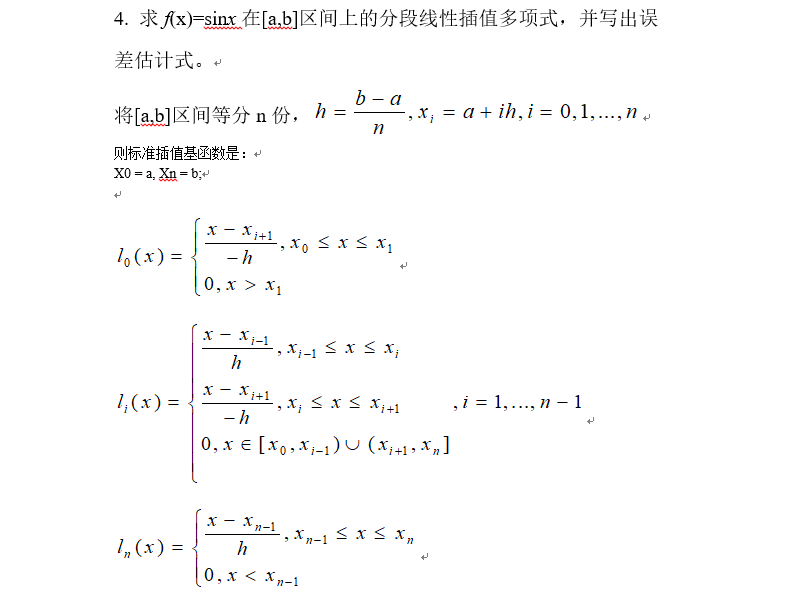 4. 求 f(x)=sinx 在[a,b]区间上的分段线性插值多项式，并写出误
差估计式。
将[a,b]区间等分 n 份， h = \frac{b-a}{n}, x_i = a + ih, i = 0,1,...,n
则标准插值基函数是：
X0 = a, Xn = b;
l_0(x) = \begin{cases} \frac{x - x_{i+1}}{-h}, x_0 \le x \le x_1 \\ 0, x > x_1 \end{cases}
l_i(x) = \begin{cases} \frac{x - x_{i-1}}{h}, x_{i-1} \le x \le x_i \\ \frac{x - x_{i+1}}{-h}, x_i \le x \le x_{i+1} \\ 0, x \in [x_0, x_{i-1}) \cup (x_{i+1}, x_n] \end{cases} , i = 1,...,n-1
l_n(x) = \begin{cases} \frac{x - x_{n-1}}{h}, x_{n-1} \le x \le x_n \\ 0, x < x_{n-1} \end{cases}